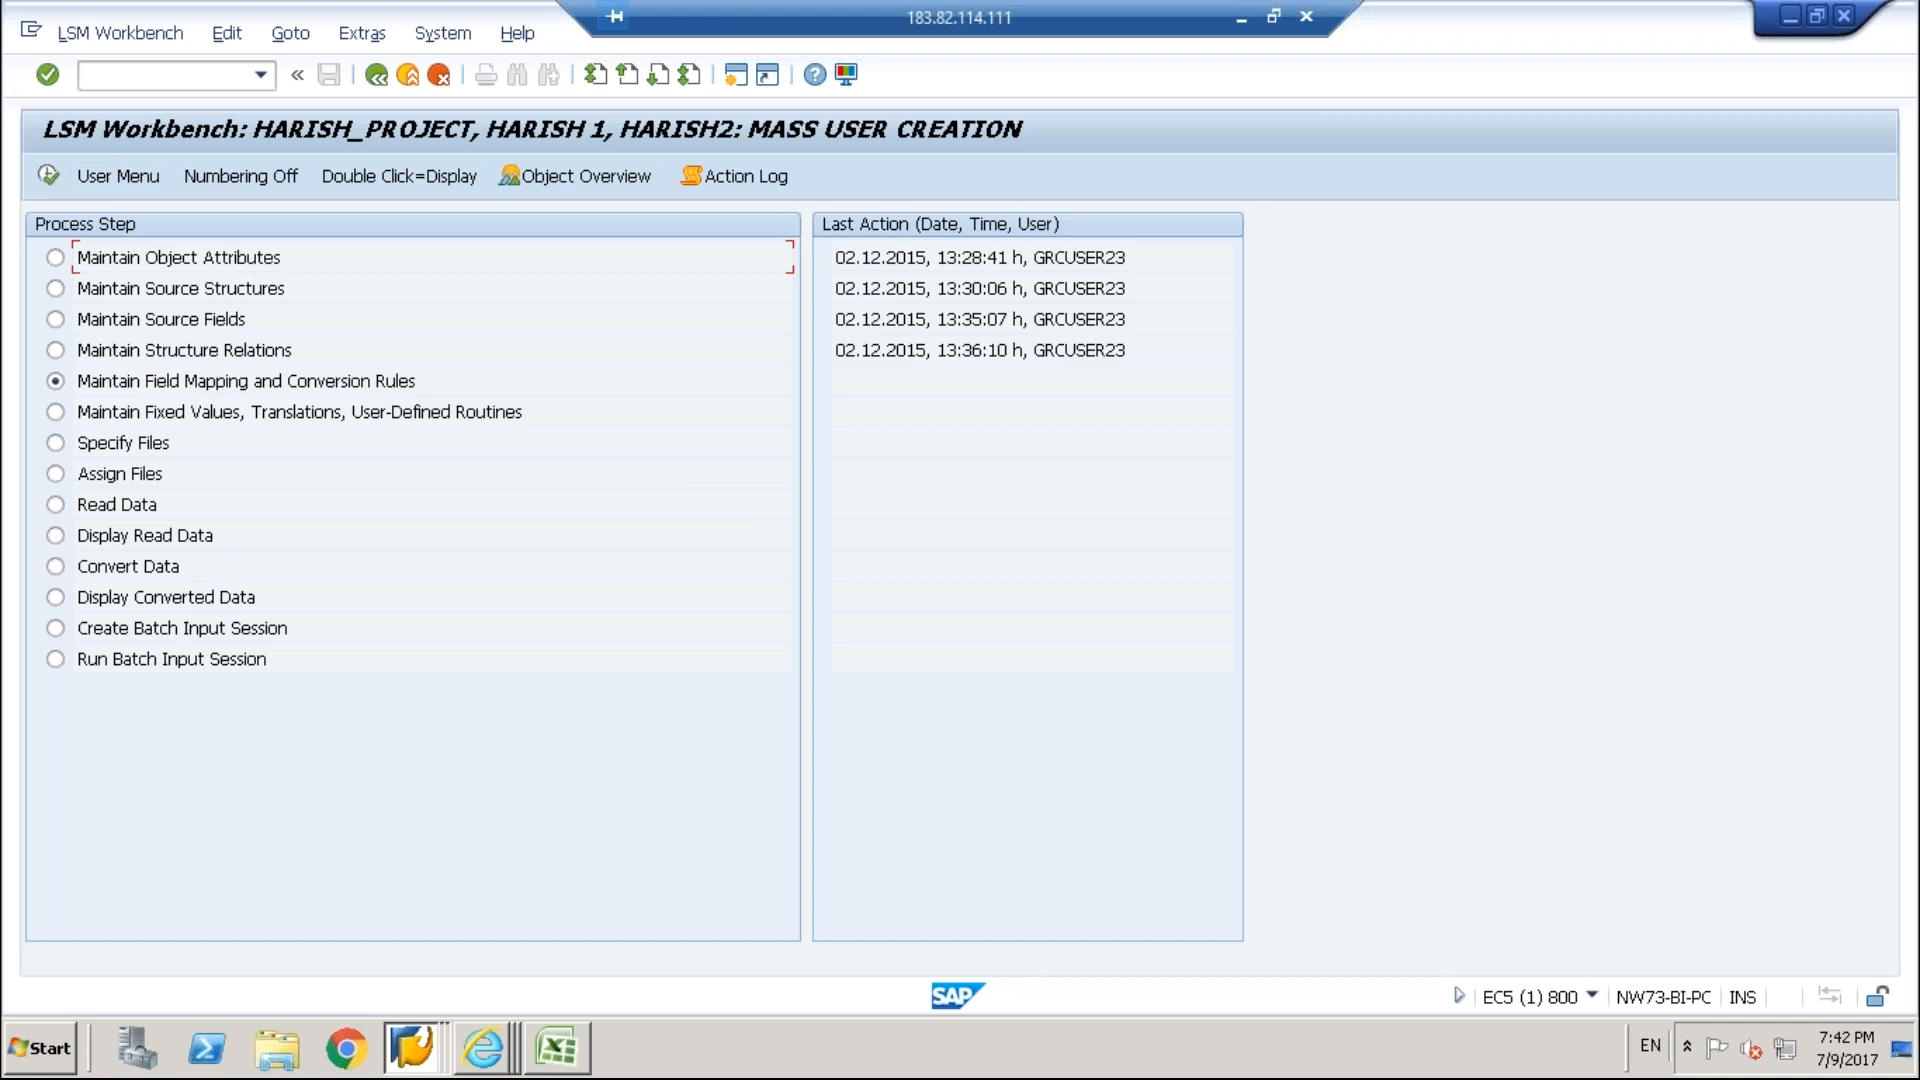 183.82.114.111
LSM Workbench Edit Goto Extras System Help
LSM Workbench: HARISH_PROJECT, HARISH 1, HARISH2: MASS USER CREATION
User Menu Numbering Off Double Click=Display Object Overview Action Log
Process Step Last Action (Date, Time, User)
Maintain Object Attributes 02.12.2015, 13:28:41 h, GRCUSER23
Maintain Source Structures 02.12.2015, 13:30:06 h, GRCUSER23
Maintain Source Fields 02.12.2015, 13:35:07 h, GRCUSER23
Maintain Structure Relations 02.12.2015, 13:36:10 h, GRCUSER23
Maintain Field Mapping and Conversion Rules
Maintain Fixed Values, Translations, User-Defined Routines
Specify Files
Assign Files
Read Data
Display Read Data
Convert Data
Display Converted Data
Create Batch Input Session
Run Batch Input Session
SAP EC5 (1) 800 NW73-BI-PC INS
Start EN 7:42 PM
7/9/2017